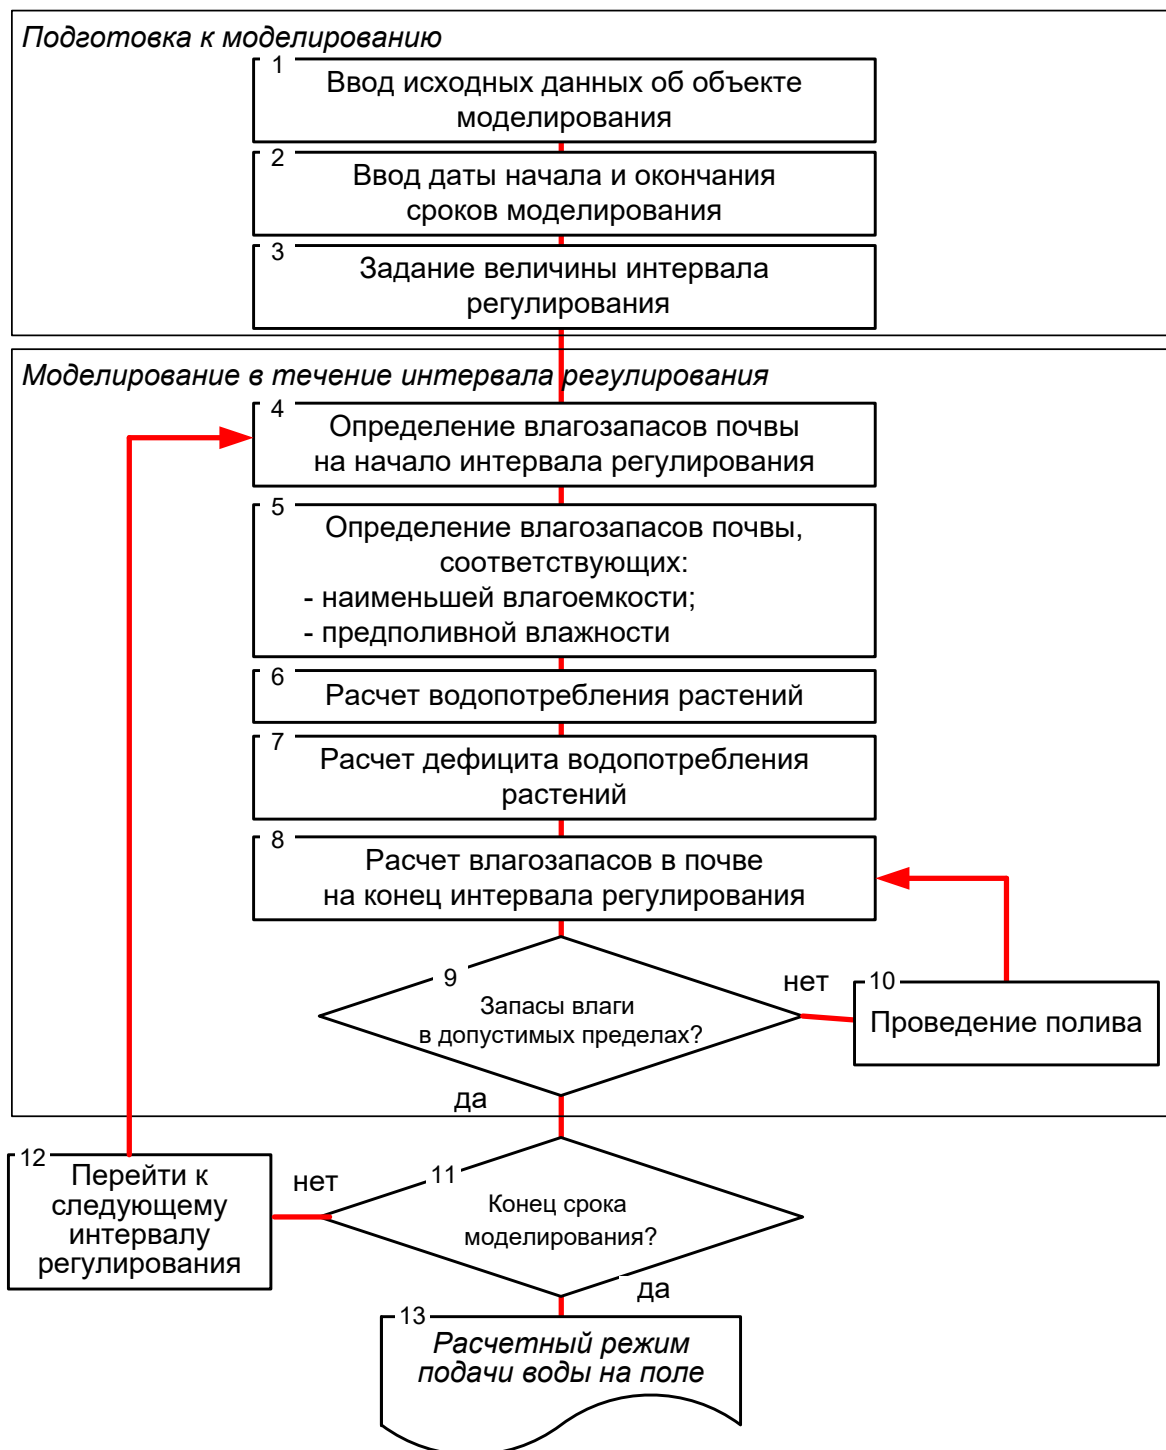 Подготовка к моделированию
1
Ввод исходных данных об объекте
моделирования
2
Ввод даты начала и окончания
сроков моделирования
3
Задание величины интервала
регулирования
Моделирование в течение интервала регулирования
4
Определение влагозапасов почвы
на начало интервала регулирования
5
Определение влагозапасов почвы,
соответствующих:
- наименьшей влагоемкости;
- предполивной влажности
6
Расчет водопотребления растений
7
Расчет дефицита водопотребления
растений
8
Расчет влагозапасов в почве
на конец интервала регулирования
9
Запасы влаги
в допустимых пределах?
нет
10
Проведение полива
да
11
Конец срока
моделирования?
нет
12
Перейти к
следующему
интервалу
регулирования
да
13
Расчетный режим
подачи воды на поле